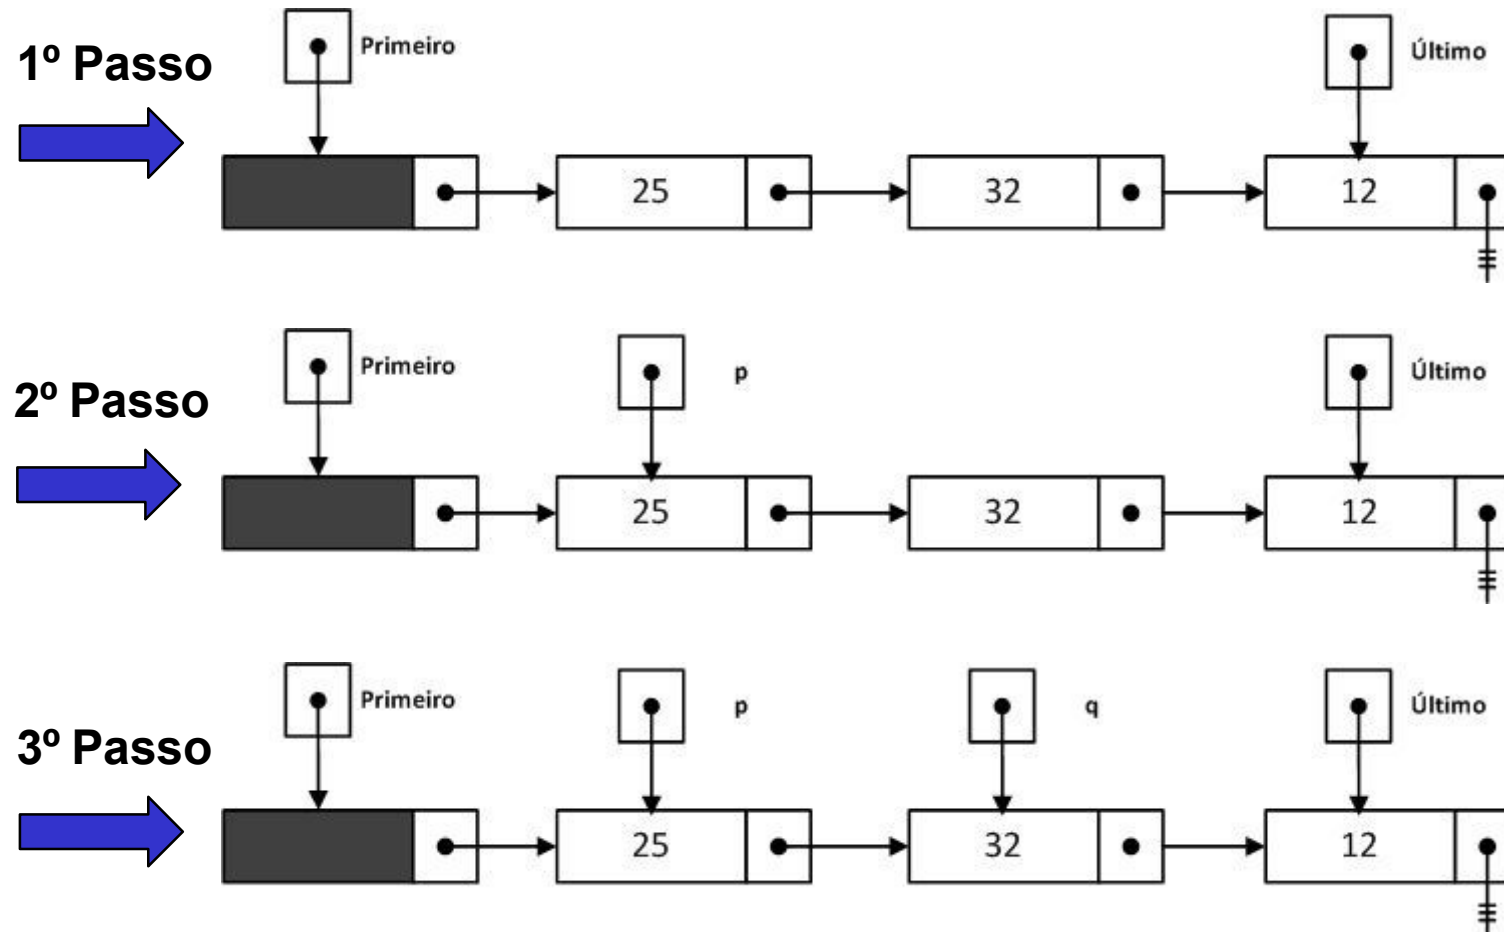 1º Passo
Primeiro
Último
25
32
12
2º Passo
Primeiro
p
Último
25
32
12
3º Passo
Primeiro
p
q
Último
25
32
12